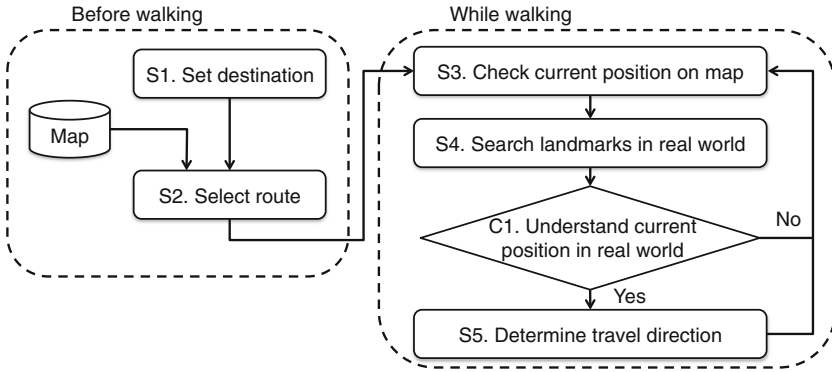 Before walking
S1. Set destination
Map
S2. Select route
While walking
S3. Check current position on map
S4. Search landmarks in real world
C1. Understand current
position in real world
No
Yes
S5. Determine travel direction